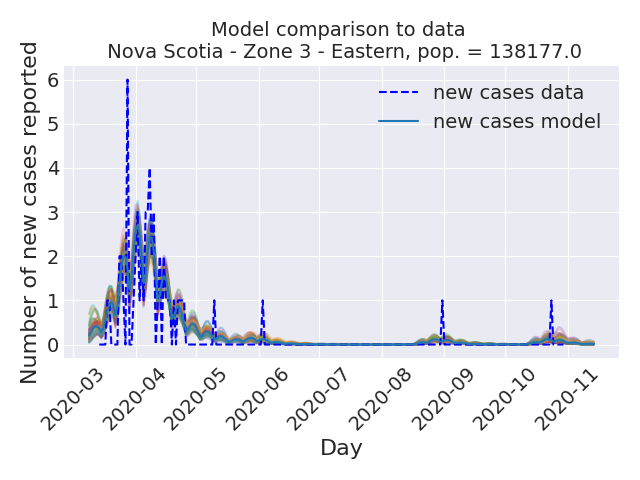 Model comparison to data
Nova Scotia - Zone 3 - Eastern, pop. = 138177.0
Number of new cases reported
6
5
4
3
2
1
0
new cases data
new cases model
2020-03
2020-04
2020-05
2020-06
2020-07
2020-08
2020-09
2020-10
2020-11
Day